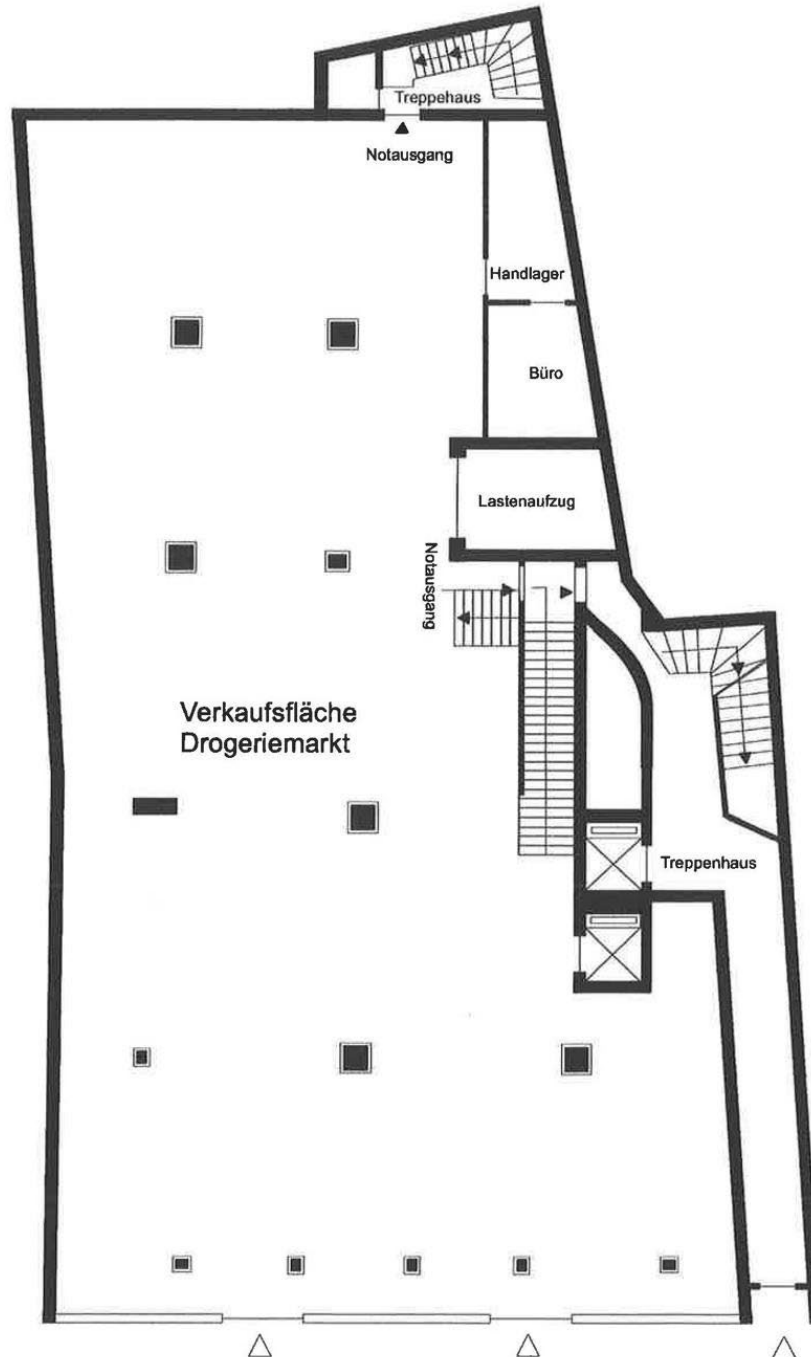 Treppehaus
Notausgang
Handlager
Büro
Lastenaufzug
Notausgang
Verkaufsfläche
Drogeriemarkt
Treppenhaus